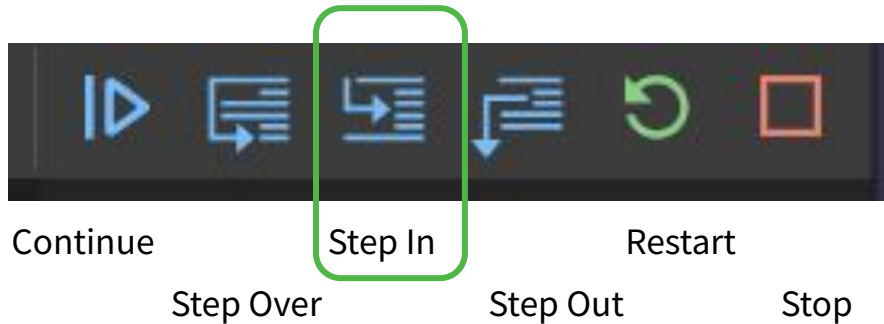 Continue
Step In
Restart
Step Over
Step Out
Stop